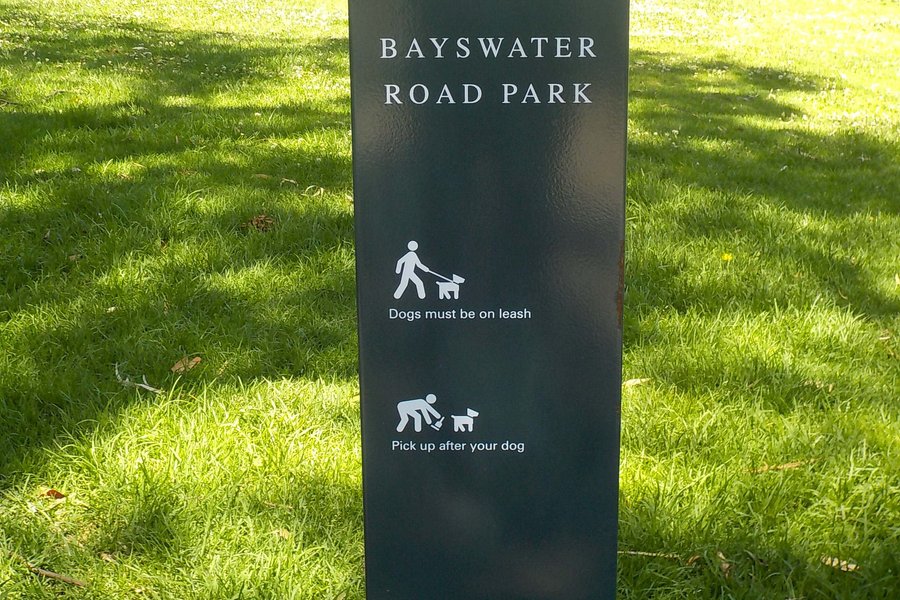 BAYSWATER
ROAD PARK
Dogs must be on leash
Pick up after your dog